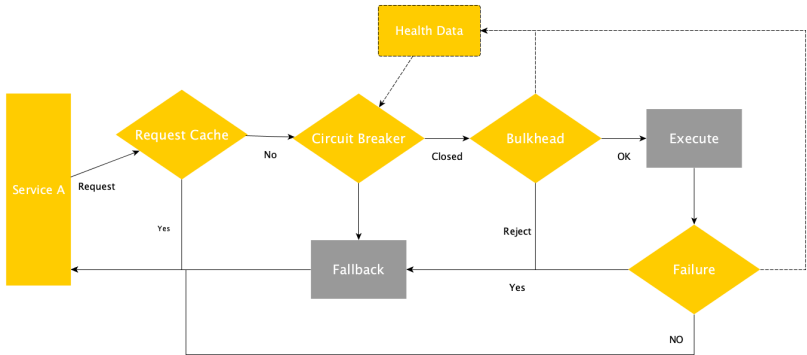 Health Data
Request Cache
Circuit Breaker
Bulkhead
Execute
No
Closed
OK
Service A
Request
Yes
Reject
Fallback
Failure
Yes
NO